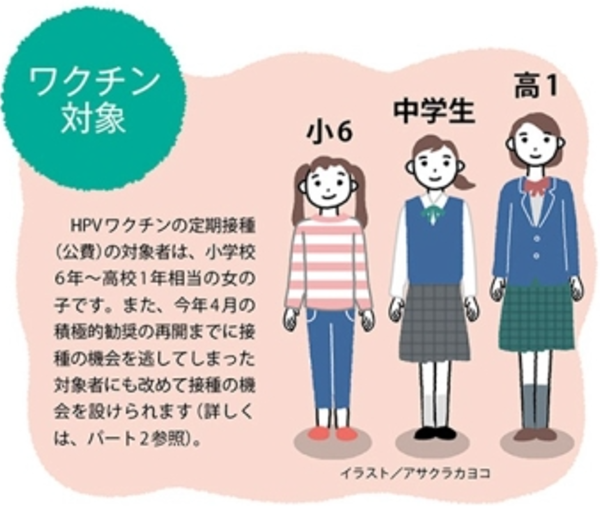 ワクチン
対象
小6
中学生
高1
HPVワクチンの定期接種
(公費)の対象者は、小学校
6年〜高校1年相当の女の
子です。また、今年4月の
積極的勧奨の再開までに接
種の機会を逃してしまった
対象者にも改めて接種の機
会を設けられます(詳しく
は、パート2参照)。
イラスト/アサクラカヨコ